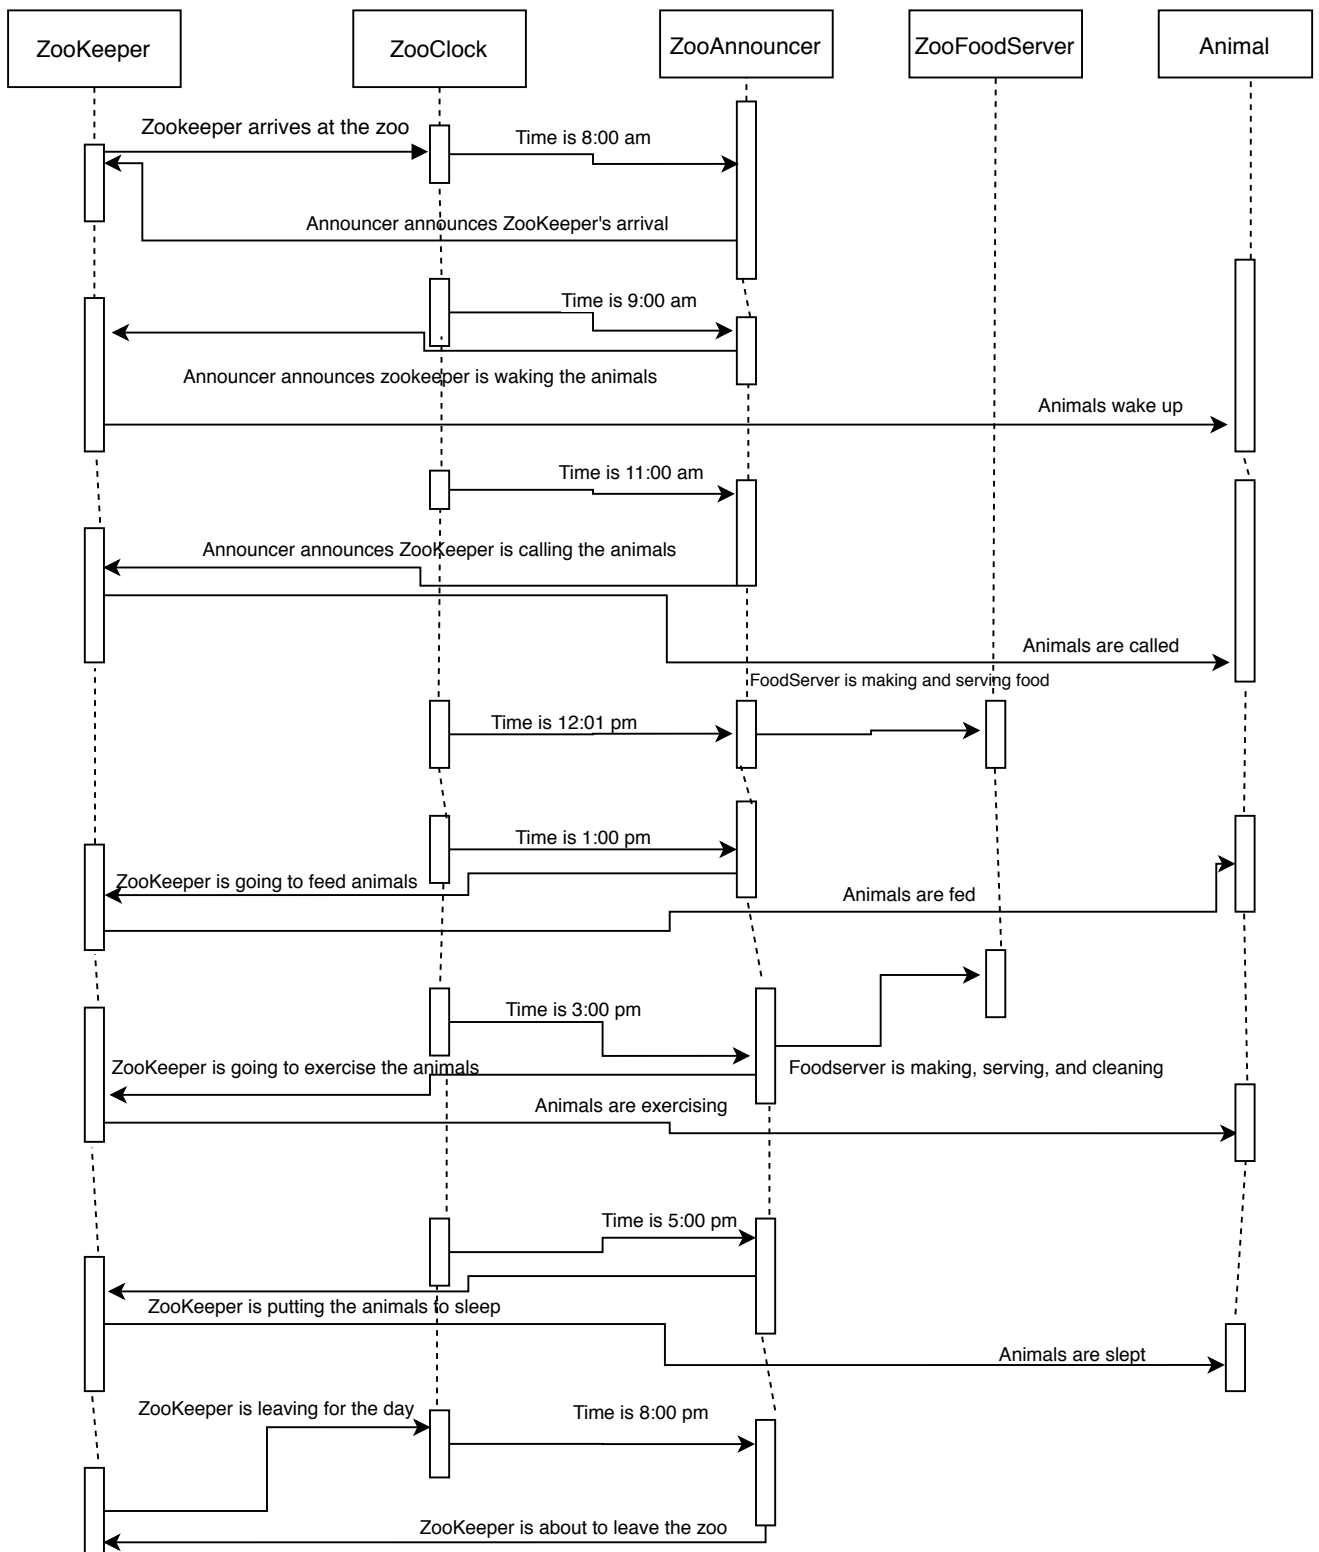 ZooKeeper
ZooClock
ZooAnnouncer
ZooFoodServer
Animal
Zookeeper arrives at the zoo
Time is 8:00 am
Announcer announces ZooKeeper's arrival
Time is 9:00 am
Announcer announces zookeeper is waking the animals
Animals wake up
Time is 11:00 am
Announcer announces ZooKeeper is calling the animals
Animals are called
FoodServer is making and serving food
Time is 12:01 pm
Time is 1:00 pm
ZooKeeper is going to feed animals
Animals are fed
Time is 3:00 pm
ZooKeeper is going to exercise the animals
Foodserver is making, serving, and cleaning
Animals are exercising
Time is 5:00 pm
ZooKeeper is putting the animals to sleep
Animals are slept
ZooKeeper is leaving for the day
Time is 8:00 pm
ZooKeeper is about to leave the zoo